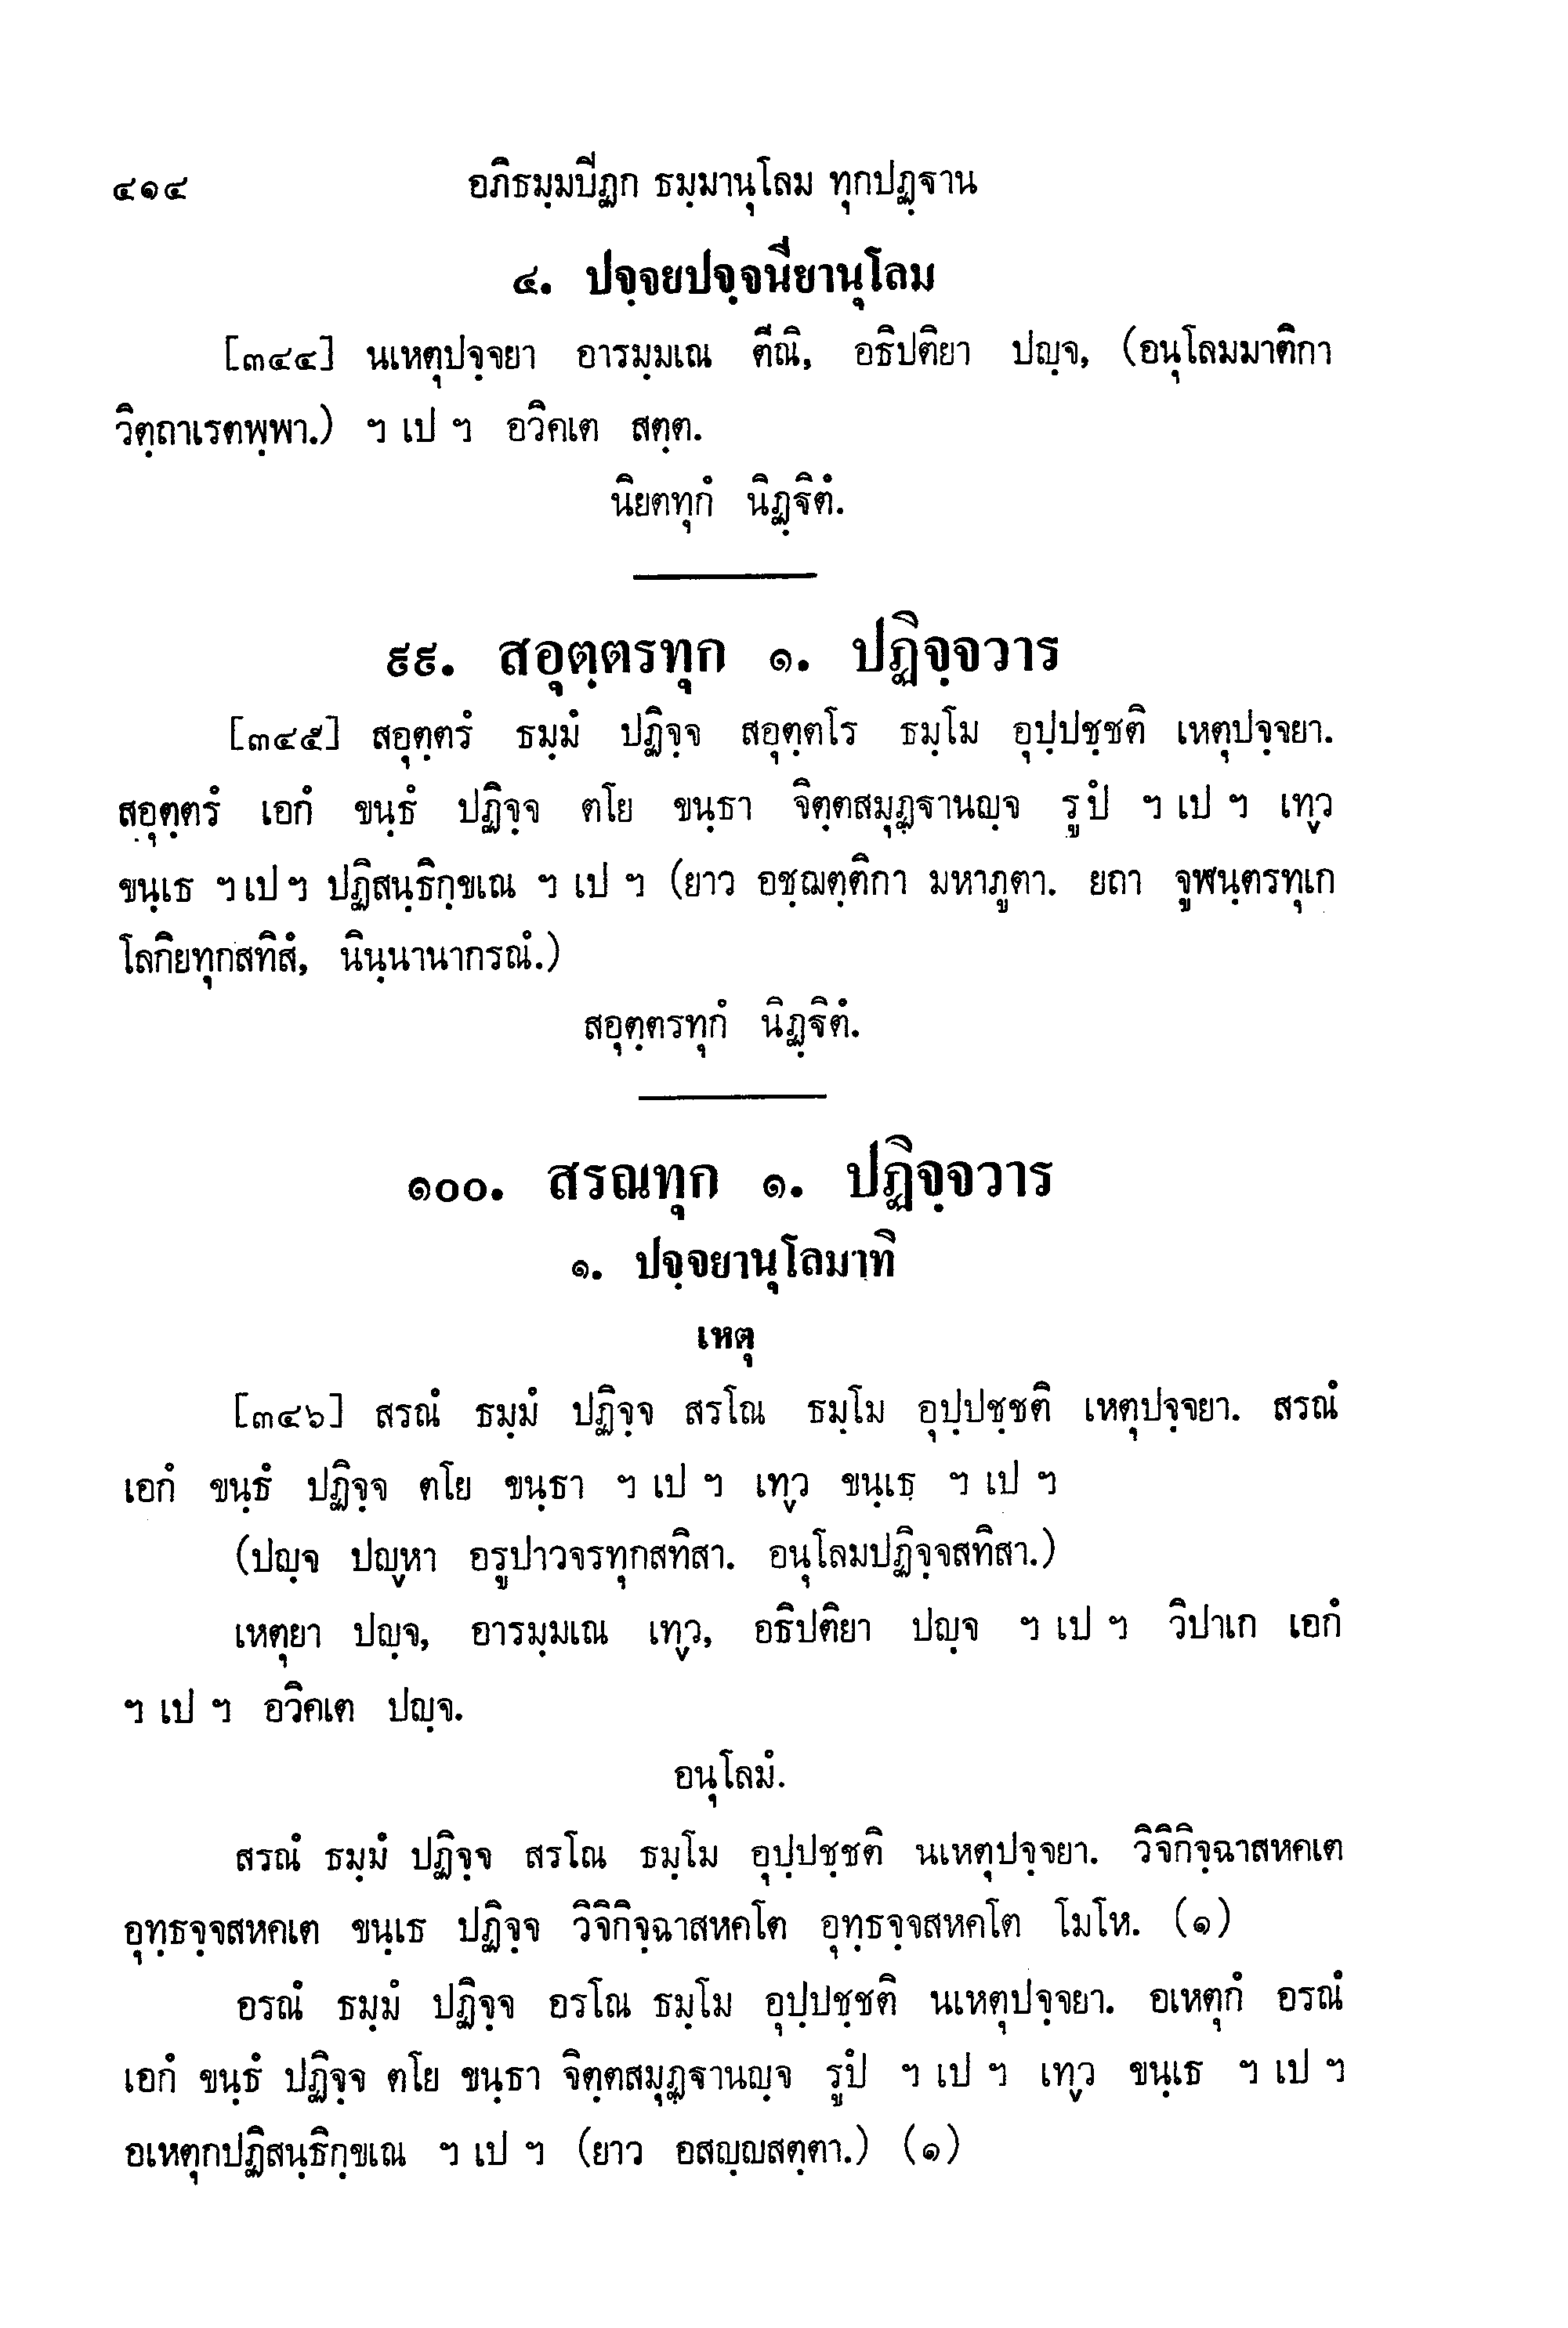 ๔๑๔ อภิธมฺมปีฏก ธมฺมานุโลม ทุกปฏฺฐาน
๔. ปจฺจยปจฺจนียานุโลม
[๓๔๔] นเหตุปจฺจยา อารมฺมเณ ตีณิ, อธิปติยา ปญฺจ, (อนุโลมมาติกา
วิตฺถาเรตพฺพา.) ฯ เป ฯ อวิคเต สตฺต.
นิยตทุกํ นิฏฺฐิตํ.
๙๙. สอุตฺตรทุก ๑. ปฏิจฺจวาร
[๓๔๕] สอุตฺตรํ ธมฺมํ ปฏิจฺจ สอุตฺตโร ธมฺโม อุปฺปชฺชติ เหตุปจฺจยา.
สอุตฺตรํ เอกํ ขนฺธํ ปฏิจฺจ ตโย ขนฺธา จิตฺตสมุฏฺฐานญฺจ รูปํ ฯ เป ฯ เทฺว
ขนฺเธ ฯ เป ฯ ปฏิสนฺธิกฺขเณ ฯ เป ฯ (ยาว อชฺฌตฺติกา มหาภูตา. ยถา จูฬนฺตรทุเก
โลกิยทุกสทิสํ, นินฺนานากรณํ.)
สอุตฺตรทุกํ นิฏฺฐิตํ.
๑๐๐. สรณทุก ๑. ปฏิจฺจวาร
๑. ปจฺจยานุโลมาทิ
เหตุ
[๓๔๖] สรณํ ธมฺมํ ปฏิจฺจ สรโณ ธมฺโม อุปฺปชฺชติ เหตุปจฺจยา. สรณํ
เอกํ ขนฺธํ ปฏิจฺจ ตโย ขนฺธา ฯ เป ฯ เทฺว ขนฺเธ ฯ เป ฯ
(ปญฺจ ปญฺหา อรูปาวจรทุกสทิสา. อนุโลมปฏิจฺจสทิสา.)
เหตุยา ปญฺจ, อารมฺมเณ เทฺว, อธิปติยา ปญฺจ ฯ เป ฯ วิปาเก เอกํ
ฯ เป ฯ อวิคเต ปญฺจ.
อนุโลมํ.
สรณํ ธมฺมํ ปฏิจฺจ สรโณ ธมฺโม อุปฺปชฺชติ นเหตุปจฺจยา. วิจิกิจฺฉาสหคเต
อุทฺธจฺจสหคเต ขนฺเธ ปฏิจฺจ วิจิกิจฺฉาสหคโต อุทฺธจฺจสหคโต โมโห. (๑)
อรณํ ธมฺมํ ปฏิจฺจ อรโณ ธมฺโม อุปฺปชฺชติ นเหตุปจฺจยา. อเหตุกํ อรณํ
เอกํ ขนฺธํ ปฏิจฺจ ตโย ขนฺธา จิตฺตสมุฏฺฐานญฺจ รูปํ ฯ เป ฯ เทฺว ขนฺเธ ฯ เป ฯ
อเหตุกปฏิสนฺธิกฺขเณ ฯ เป ฯ (ยาว อสญฺญสตฺตา.) (๑)